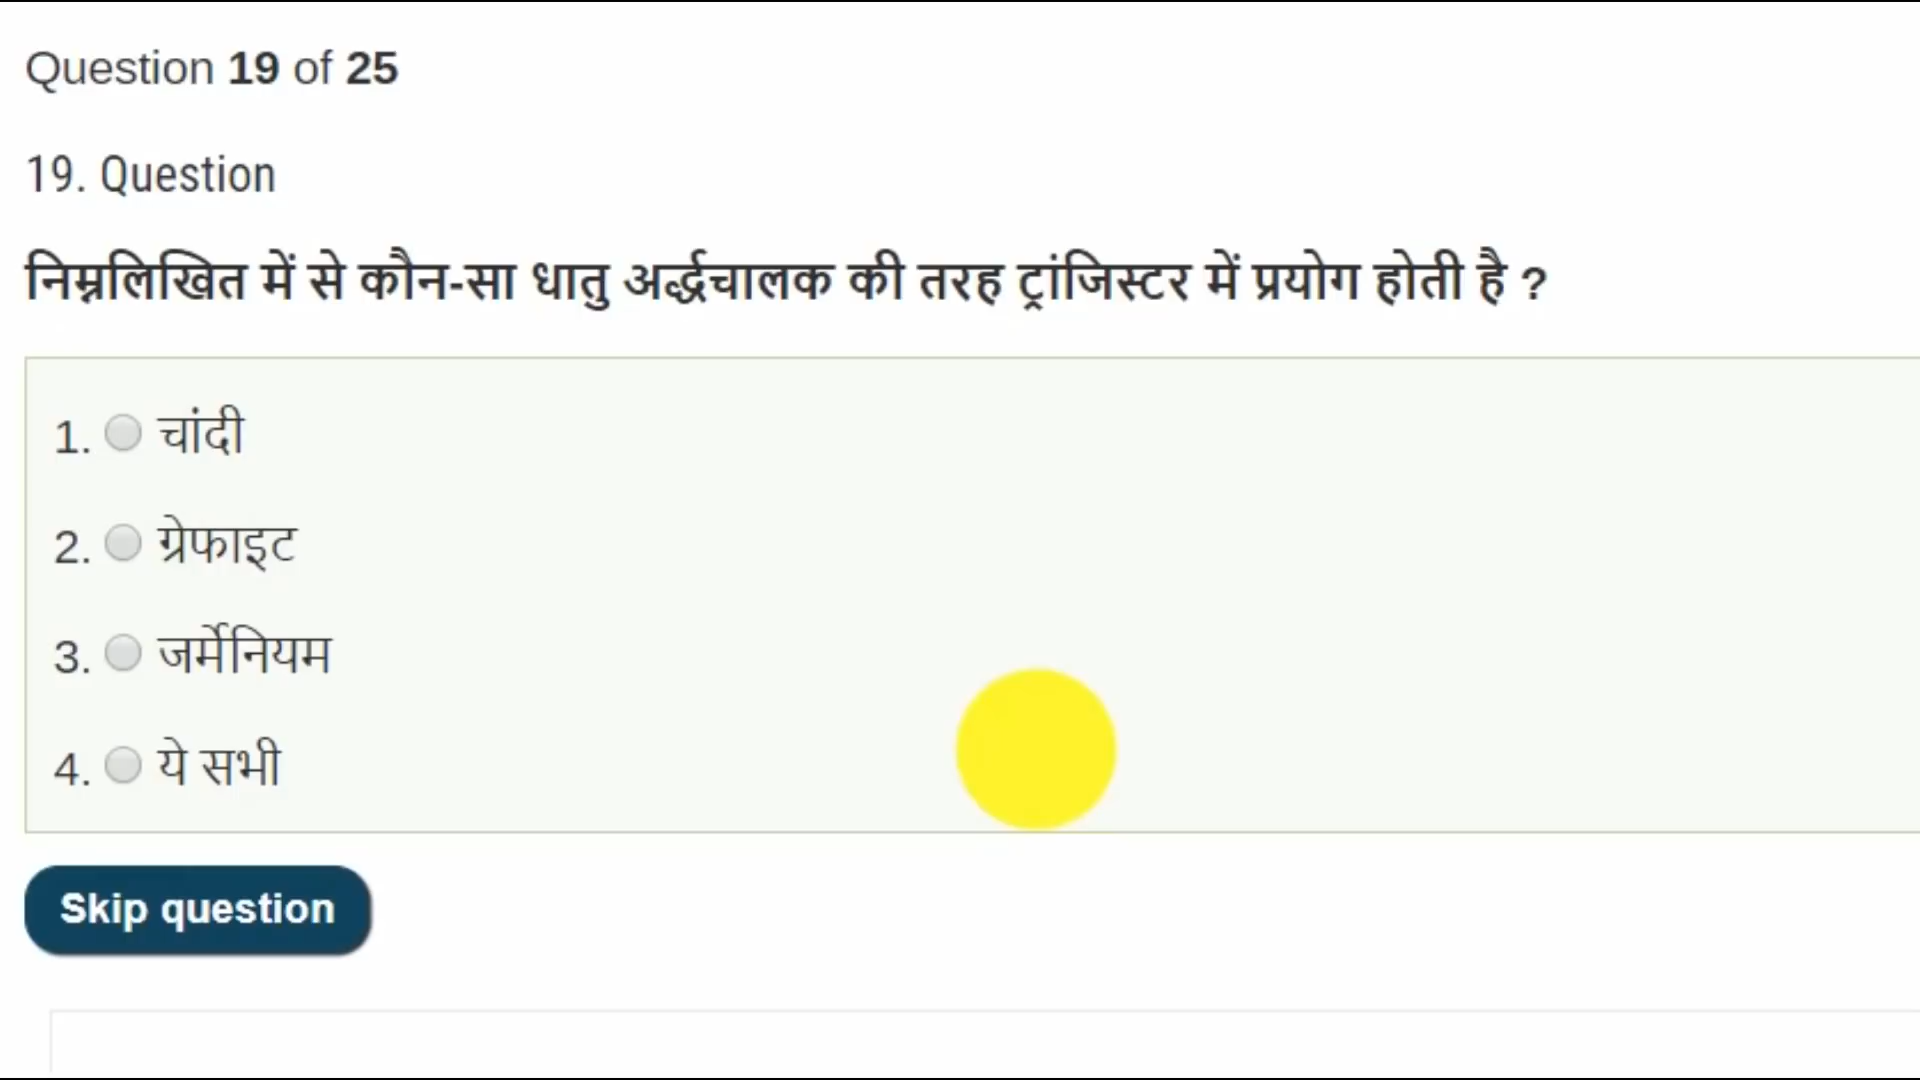 Question 19 of 25
19. Question
निम्नलिखित में से कौन-सा धातु अर्द्धचालक की तरह ट्रांजिस्टर में प्रयोग होती है ?
1. चांदी
2. ग्रेफाइट
3. जर्मेनियम
4. ये सभी
Skip question